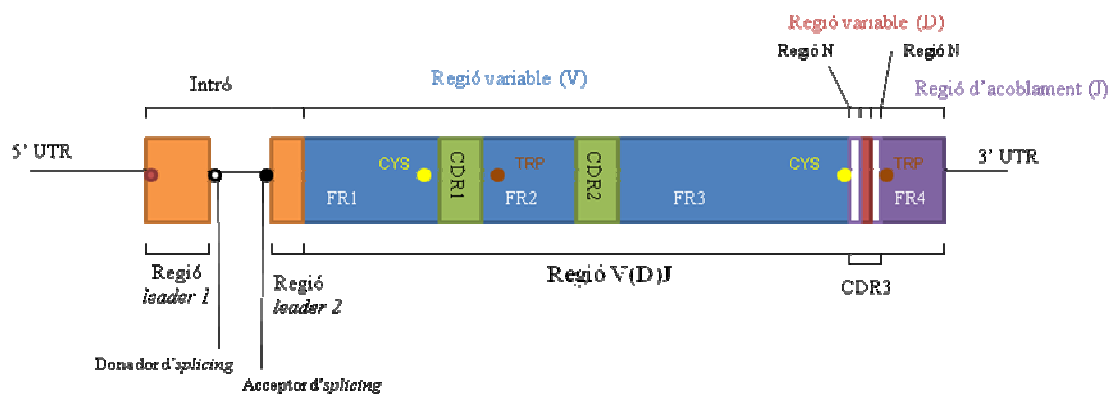 Regió variable (D)
Regió N
Regió N
Regió variable (V)
Intró
Regió d'acoblament (J)
5' UTR
3' UTR
CYS
CDR1
TRP
CDR2
CYS
TRP
FR1
FR2
FR3
FR4
Regió
leader 1
Regió
leader 2
Regió V(D)J
CDR3
Donador d'splicing
Acceptor d'splicing